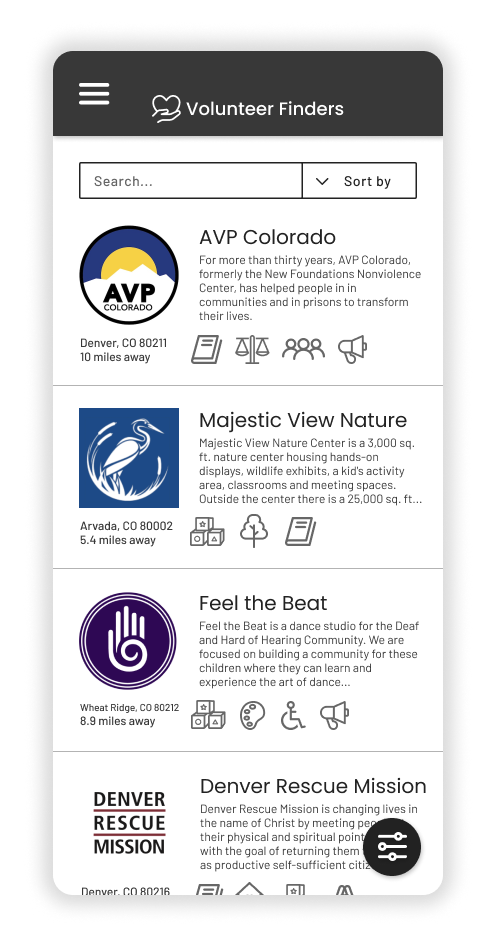 Volunteer Finders
Search...
Sort by
AVP
COLORADO
AVP Colorado
For more than thirty years, AVP Colorado,
formerly the New Foundations Nonviolence
Center, has helped people in in
communities and in prisons to transform
their lives.
Denver, CO 80211
10 miles away
Majestic View Nature
Majestic View Nature Center is a 3,000 sq.
ft. nature center housing hands-on
displays, wildlife exhibits, a kid's activity
area, classrooms and meeting spaces.
Outside the center there is a 25,000 sq. ft...
Arvada, CO 80002
5.4 miles away
Feel the Beat
Feel the Beat is a dance studio for the Deaf
and Hard of Hearing Community. We are
focused on building a community for these
children where they can learn and
experience the art of dance...
Wheat Ridge, CO 80212
8.9 miles away
DENVER
RESCUE
MISSION
Denver Rescue Mission
Denver Rescue Mission is changing lives in
the name of Christ by meeting
their physical and spiritual
with the goal of returning them
as productive self-sufficient
Denver, CO 80216